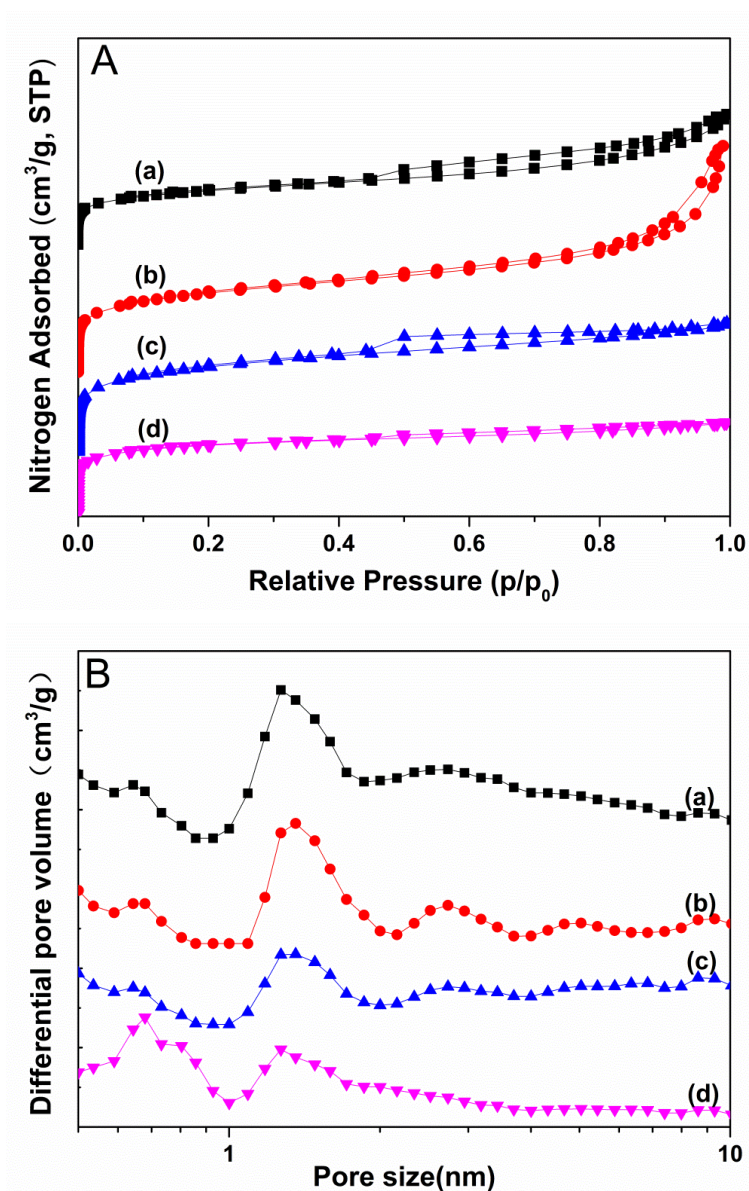 A
Nitrogen Adsorbed (cm³/g, STP)
(a)
(b)
(c)
(d)
0.0 0.2 0.4 0.6 0.8 1.0
Relative Pressure (p/p₀)
B
Differential pore volume（cm³/g）
(a)
(b)
(c)
(d)
1 10
Pore size(nm)